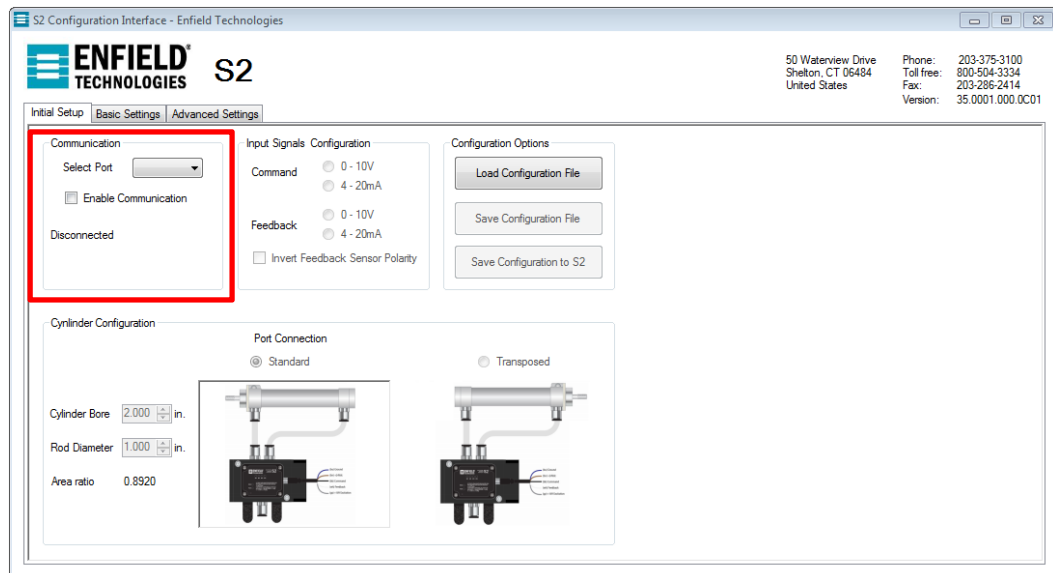 S2 Configuration Interface - Enfield Technologies
ENFIELD
TECHNOLOGIES
S2
50 Waterview Drive
Shelton, CT 06484
United States
Phone: 203-375-3100
Toll free: 800-504-3334
Fax: 203-286-2414
Version: 35.0001.000.0C01
Initial Setup Basic Settings Advanced Settings
Communication
Select Port
Enable Communication
Disconnected
Input Signals Configuration
Command
0 - 10V
4 - 20mA
Feedback
0 - 10V
4 - 20mA
Invert Feedback Sensor Polarity
Configuration Options
Load Configuration File
Save Configuration File
Save Configuration to S2
Cynlinder Configuration
Port Connection
Standard
Transposed
Cylinder Bore 2.000 in.
Rod Diameter 1.000 in.
Area ratio 0.8920